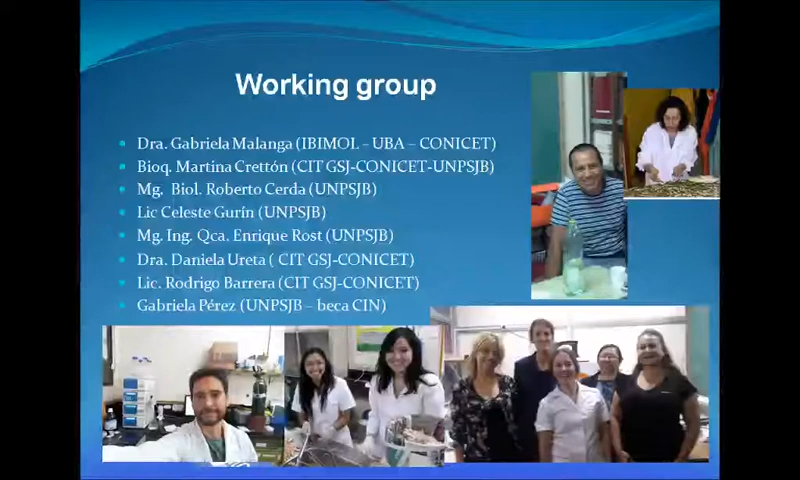 Working group
Dra. Gabriela Malanga (IBIMOL – UBA – CONICET)
Bioq. Martina Crettón (CIT GSJ-CONICET-UNPSJB)
Mg. Biol. Roberto Cerda (UNPSJB)
Lic Celeste Gurín (UNPSJB)
Mg. Ing. Qca. Enrique Rost (UNPSJB)
Dra. Daniela Ureta ( CIT GSJ-CONICET)
Lic. Rodrigo Barrera (CIT GSJ-CONICET)
Gabriela Pérez (UNPSJB – beca CIN)